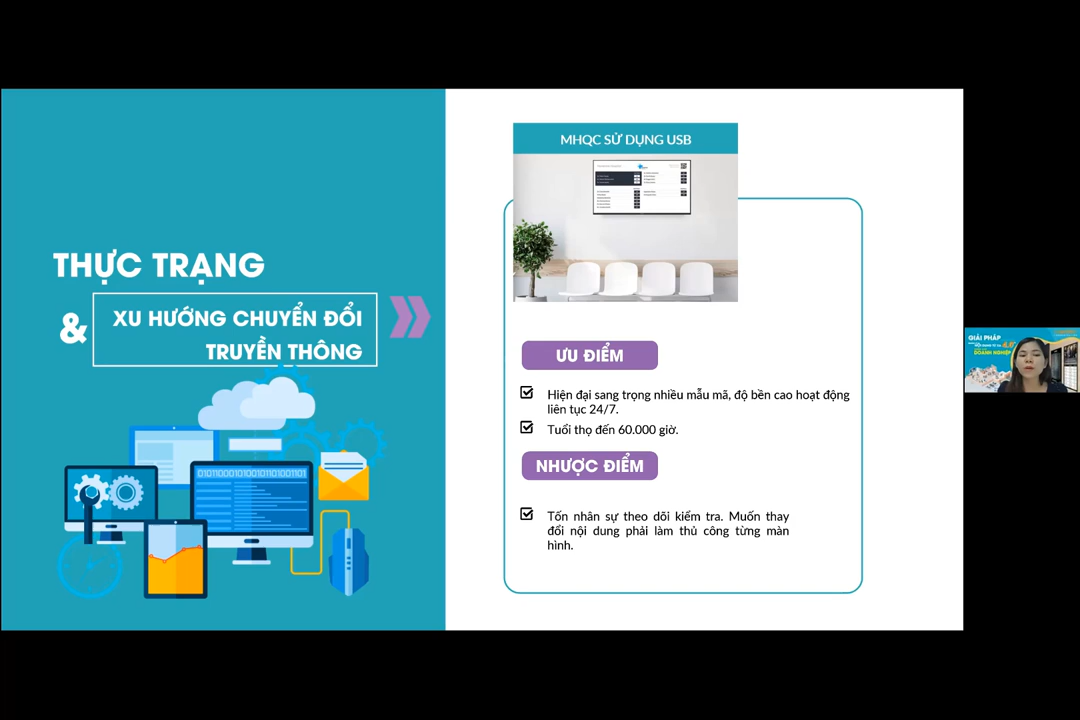 THỰC TRẠNG
&
XU HƯỚNG CHUYỂN ĐỔI
TRUYỀN THÔNG
MHQC SỬ DỤNG USB
ƯU ĐIỂM
Hiện đại sang trọng nhiều mẫu mã, độ bền cao hoạt động
liên tục 24/7.
Tuổi thọ đến 60.000 giờ.
NHƯỢC ĐIỂM
Tốn nhân sự theo dõi kiểm tra. Muốn thay
đổi nội dung phải làm thủ công từng màn
hình.
0101100010100101101001101
GIẢI PHÁP
DOANH NGHIỆP